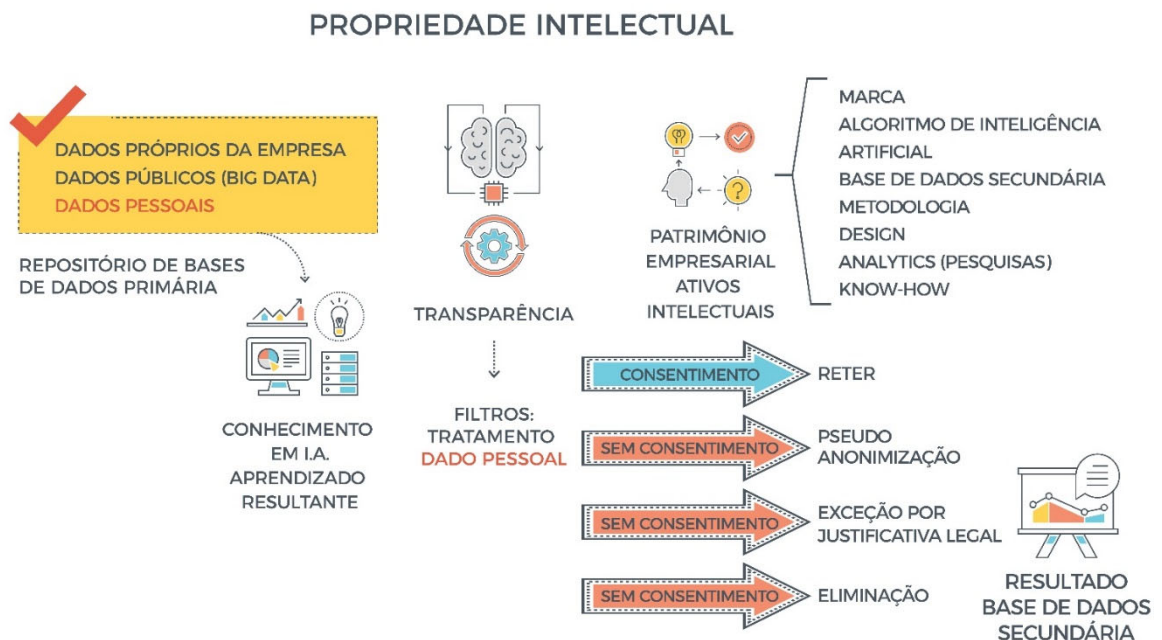 PROPRIEDADE INTELECTUAL
DADOS PRÓPRIOS DA EMPRESA
DADOS PÚBLICOS (BIG DATA)
DADOS PESSOAIS
REPOSITÓRIO DE BASES
DE DADOS PRIMÁRIA
CONHECIMENTO
EM I.A.
APRENDIZADO
RESULTANTE
TRANSPARÊNCIA
FILTROS:
TRATAMENTO
DADO PESSOAL
PATRIMÔNIO
EMPRESARIAL
ATIVOS
INTELECTUAIS
MARCA
ALGORITMO DE INTELIGÊNCIA
ARTIFICIAL
BASE DE DADOS SECUNDÁRIA
METODOLOGIA
DESIGN
ANALYTICS (PESQUISAS)
KNOW-HOW
CONSENTIMENTO
RETER
SEM CONSENTIMENTO
PSEUDO
ANONIMIZAÇÃO
SEM CONSENTIMENTO
EXCEÇÃO POR
JUSTIFICATIVA LEGAL
SEM CONSENTIMENTO
ELIMINAÇÃO
RESULTADO
BASE DE DADOS
SECUNDÁRIA